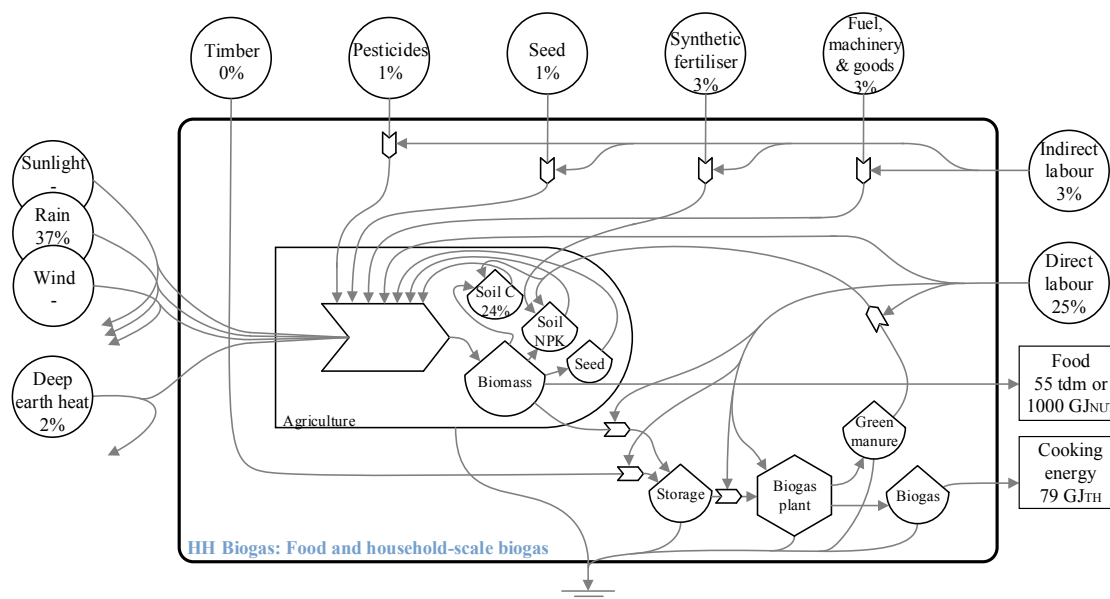 Timber
0%
Pesticides
1%
Seed
1%
Synthetic
fertiliser
3%
Fuel,
machinery
& goods
3%
Sunlight
-
Rain
37%
Wind
-
Deep
earth heat
2%
Indirect
labour
3%
Direct
labour
25%
Soil C
24%
Soil
NPK
Seed
Biomass
Agriculture
Food
55 tdm or
1000 GJNUT
Cooking
energy
79 GJTH
Green
manure
Storage
Biogas
plant
Biogas
HH Biogas: Food and household-scale biogas